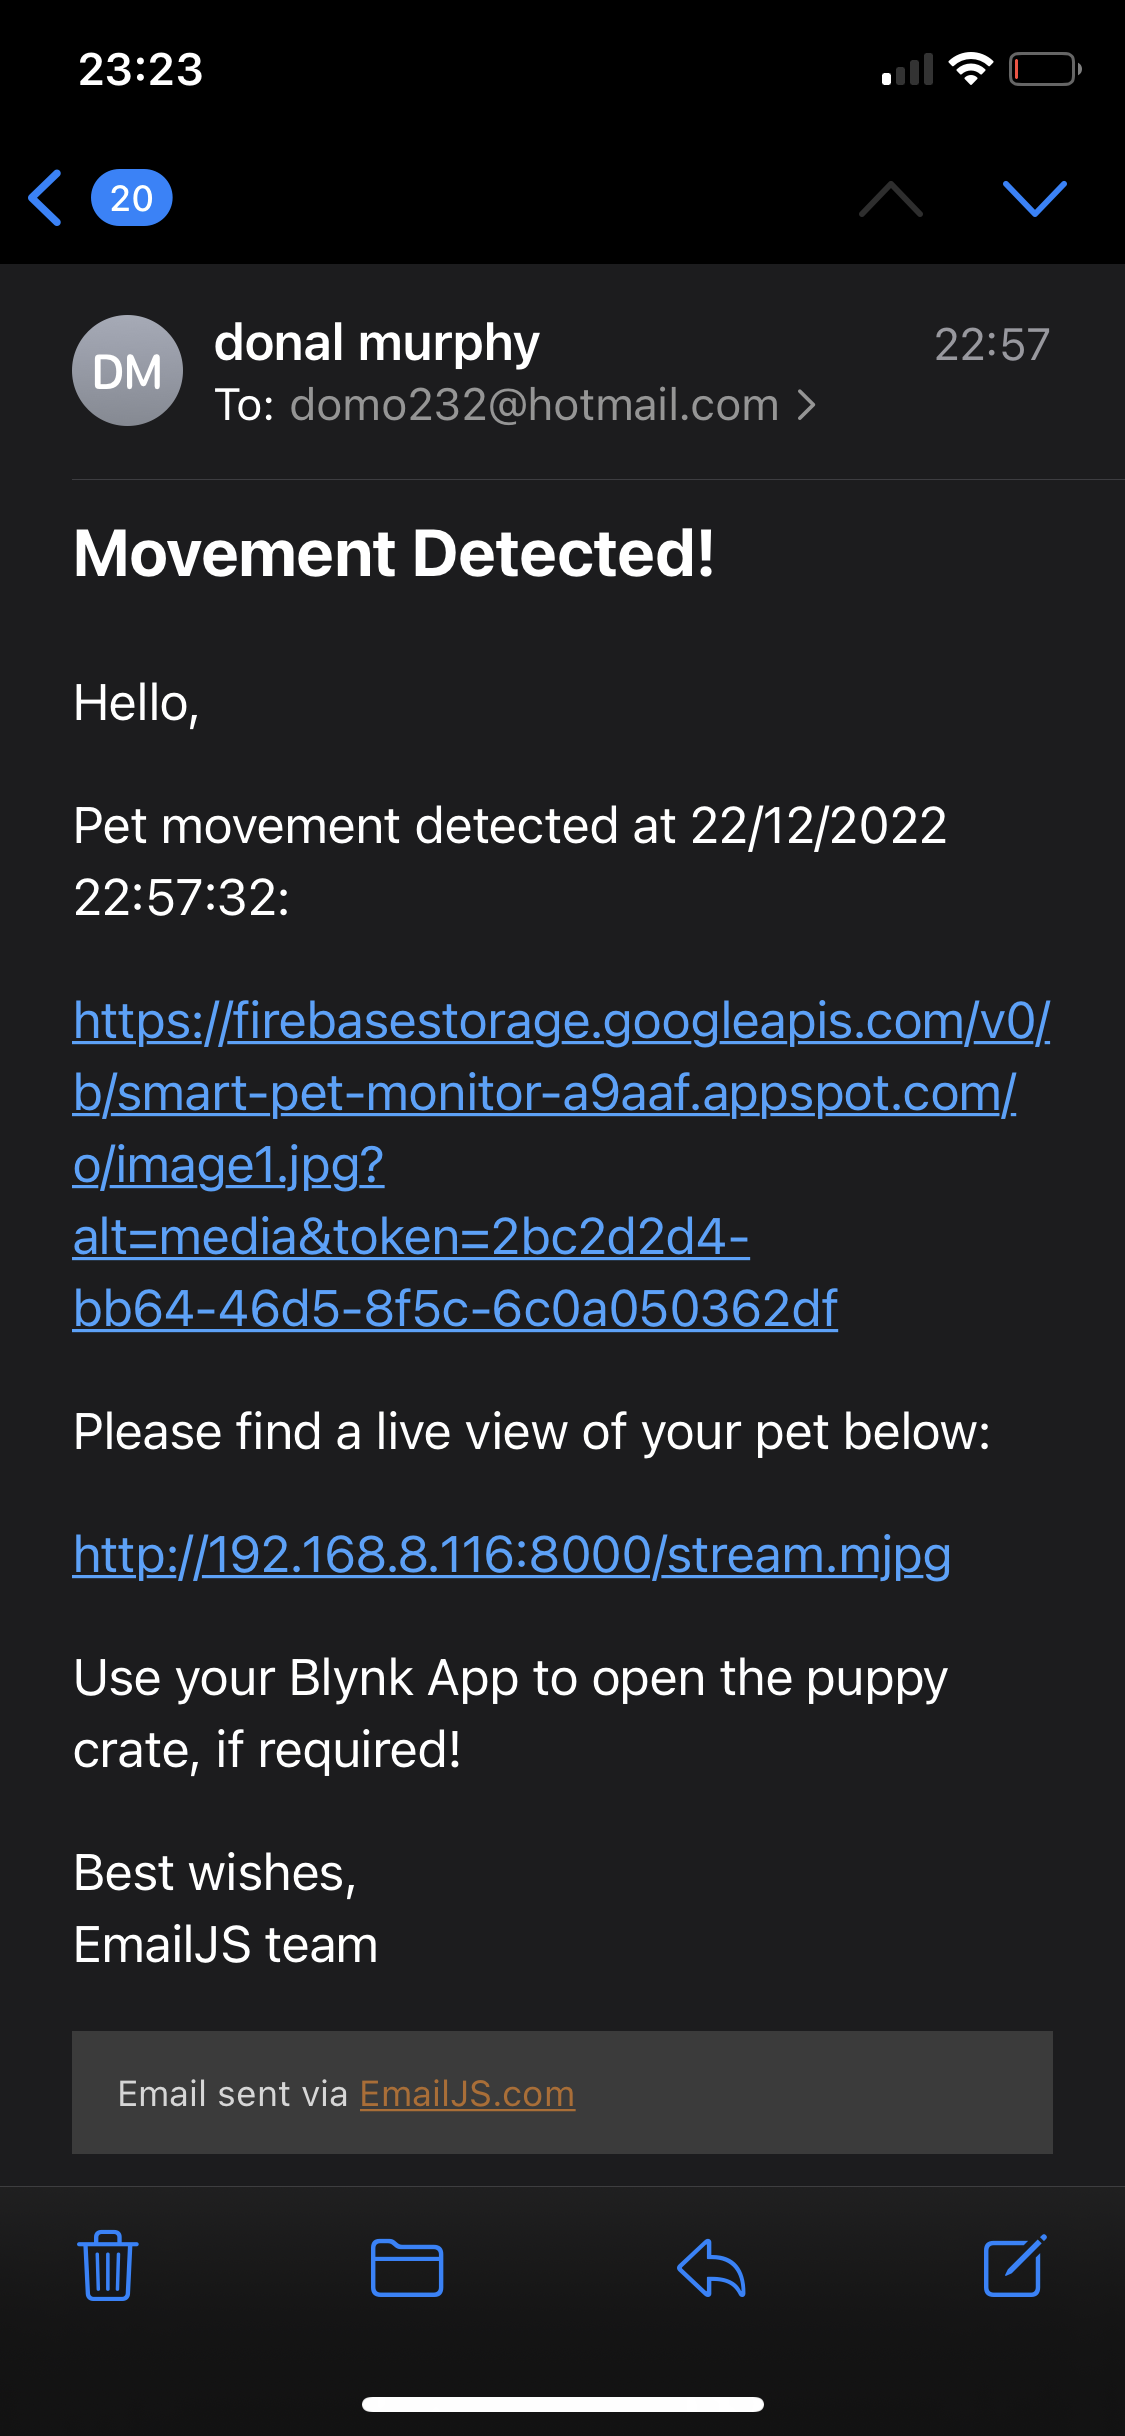 23:23
20
DM
donal murphy
22:57
To: domo232@hotmail.com
Movement Detected!
Hello,
Pet movement detected at 22/12/2022
22:57:32:
https://firebasestorage.googleapis.com/v0/
b/smart-pet-monitor-a9aaf.appspot.com/
o/image1.jpg?
alt=media&token=2bc2d2d4-
bb64-46d5-8f5c-6c0a050362df
Please find a live view of your pet below:
http://192.168.8.116:8000/stream.mjpg
Use your Blynk App to open the puppy
crate, if required!
Best wishes,
EmailJS team
Email sent via EmailJS.com